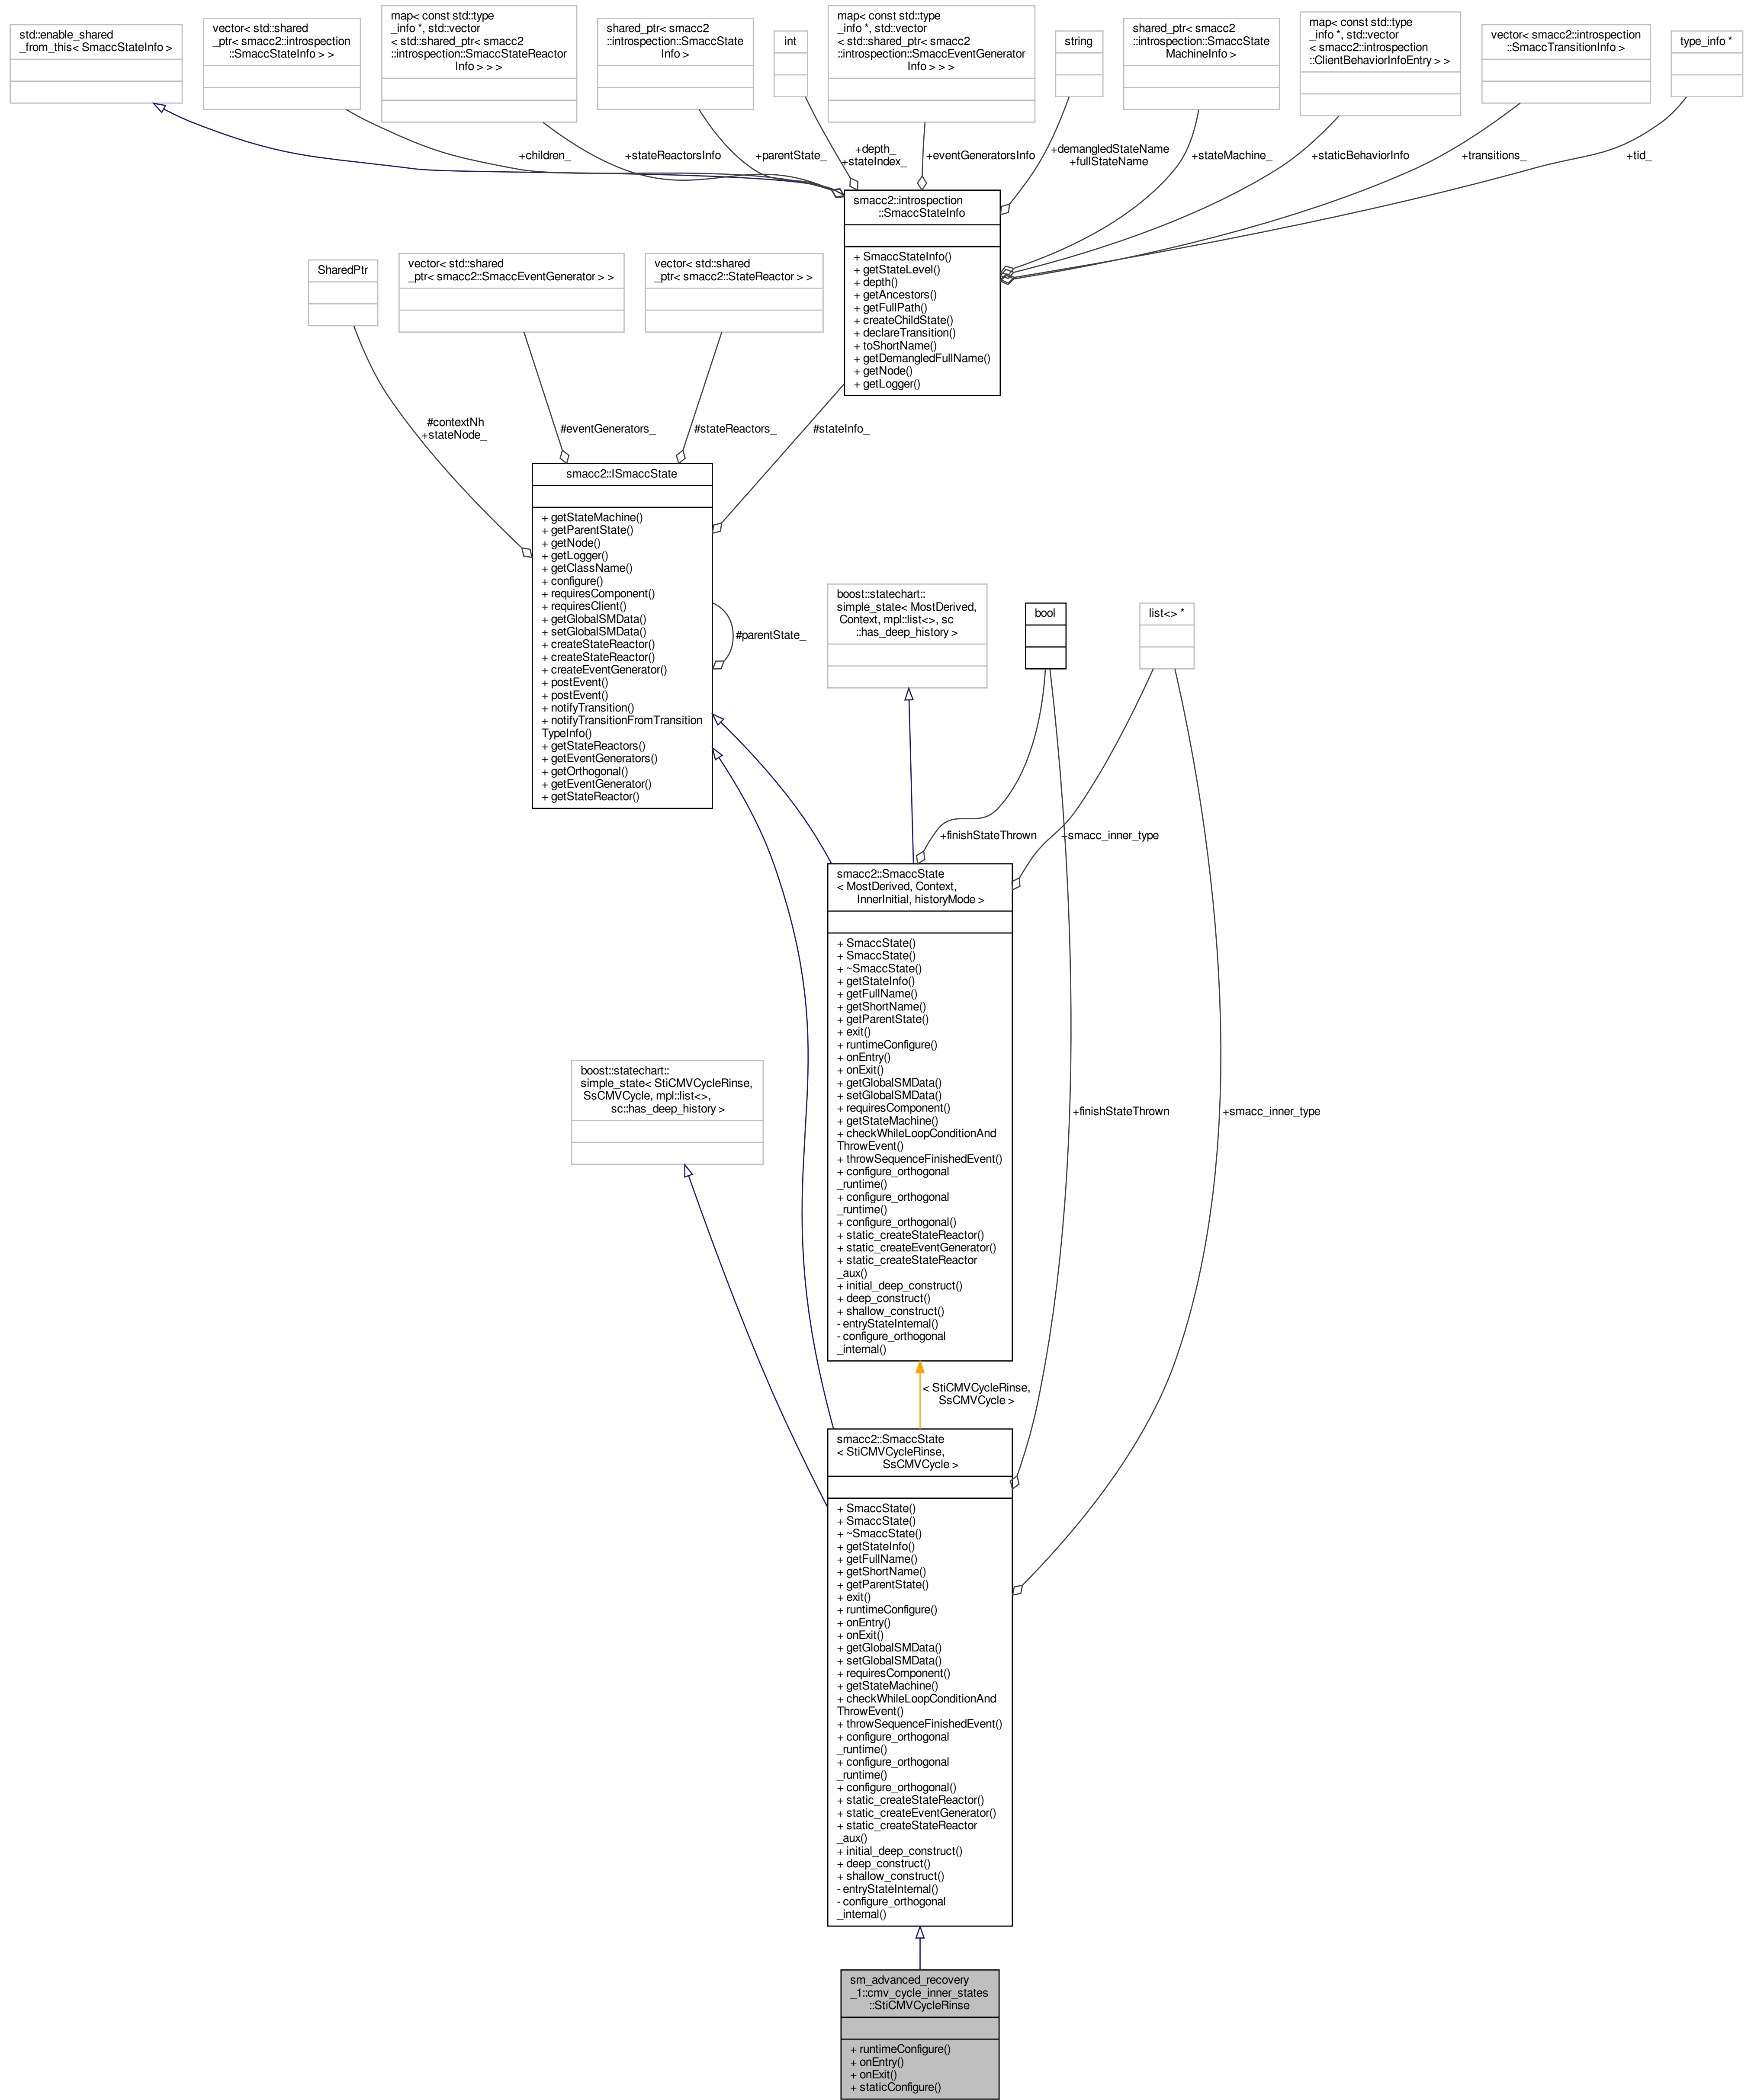 std::enable_shared
_from_this< SmaccStateInfo >
vector< std::shared
_ptr< smacc2::introspection
::SmaccStateInfo > >
map< const std::type
_info *, std::vector
< std::shared_ptr< smacc2
::introspection::SmaccStateReactor
Info > > >
shared_ptr< smacc2
::introspection::SmaccState
Info >
int
map< const std::type
_info *, std::vector
< std::shared_ptr< smacc2
::introspection::SmaccEventGenerator
Info > > >
string
shared_ptr< smacc2
::introspection::SmaccState
MachineInfo >
map< const std::type
_info *, std::vector
< smacc2::introspection
::ClientBehaviorInfoEntry > >
vector< smacc2::introspection
::SmaccTransitionInfo >
type_info *
+children_
+stateReactorsInfo
+parentState_
+depth_
+stateIndex_
+eventGeneratorsInfo
+demangledStateName
+fullStateName
+stateMachine_
+staticBehaviorInfo
+transitions_
+tid_
smacc2::introspection
::SmaccStateInfo
+ SmaccStateInfo()
+ getStateLevel()
+ depth()
+ getAncestors()
+ getFullPath()
+ createChildState()
+ declareTransition()
+ toShortName()
+ getDemangledFullName()
+ getNode()
+ getLogger()
SharedPtr
vector< std::shared
_ptr< smacc2::SmaccEventGenerator > >
vector< std::shared
_ptr< smacc2::StateReactor > >
#contextNh
+stateNode_
#eventGenerators_
#stateReactors_
#stateInfo_
smacc2::ISmaccState
+ getStateMachine()
+ getParentState()
+ getNode()
+ getLogger()
+ getClassName()
+ configure()
+ requiresComponent()
+ requiresClient()
+ getGlobalSMData()
+ setGlobalSMData()
+ createStateReactor()
+ createStateReactor()
+ createEventGenerator()
+ postEvent()
+ postEvent()
+ notifyTransition()
+ notifyTransitionFromTransition
TypeInfo()
+ getStateReactors()
+ getEventGenerators()
+ getOrthogonal()
+ getEventGenerator()
+ getStateReactor()
#parentState_
boost::statechart::
simple_state< MostDerived,
Context, mpl::list<>, sc
::has_deep_history >
bool
list<> *
+finishStateThrown
+smacc_inner_type
smacc2::SmaccState
< MostDerived, Context,
InnerInitial, historyMode >
+ SmaccState()
+ SmaccState()
+ ~SmaccState()
+ getStateInfo()
+ getFullName()
+ getShortName()
+ getParentState()
+ exit()
+ runtimeConfigure()
+ onEntry()
+ onExit()
+ getGlobalSMData()
+ setGlobalSMData()
+ requiresComponent()
+ getStateMachine()
+ checkWhileLoopConditionAnd
ThrowEvent()
+ throwSequenceFinishedEvent()
+ configure_orthogonal
_runtime()
+ configure_orthogonal
_runtime()
+ configure_orthogonal()
+ static_createStateReactor()
+ static_createEventGenerator()
+ static_createStateReactor
_aux()
+ initial_deep_construct()
+ deep_construct()
+ shallow_construct()
- entryStateInternal()
- configure_orthogonal
_internal()
boost::statechart::
simple_state< StiCMVCycleRinse,
SsCMVCycle, mpl::list<>,
sc::has_deep_history >
+finishStateThrown
+smacc_inner_type
< StiCMVCycleRinse,
SsCMVCycle >
smacc2::SmaccState
< StiCMVCycleRinse,
SsCMVCycle >
+ SmaccState()
+ SmaccState()
+ ~SmaccState()
+ getStateInfo()
+ getFullName()
+ getShortName()
+ getParentState()
+ exit()
+ runtimeConfigure()
+ onEntry()
+ onExit()
+ getGlobalSMData()
+ setGlobalSMData()
+ requiresComponent()
+ getStateMachine()
+ checkWhileLoopConditionAnd
ThrowEvent()
+ throwSequenceFinishedEvent()
+ configure_orthogonal
_runtime()
+ configure_orthogonal
_runtime()
+ configure_orthogonal()
+ static_createStateReactor()
+ static_createEventGenerator()
+ static_createStateReactor
_aux()
+ initial_deep_construct()
+ deep_construct()
+ shallow_construct()
- entryStateInternal()
- configure_orthogonal
_internal()
sm_advanced_recovery
_1::cmv_cycle_inner_states
::StiCMVCycleRinse
+ runtimeConfigure()
+ onEntry()
+ onExit()
+ staticConfigure()